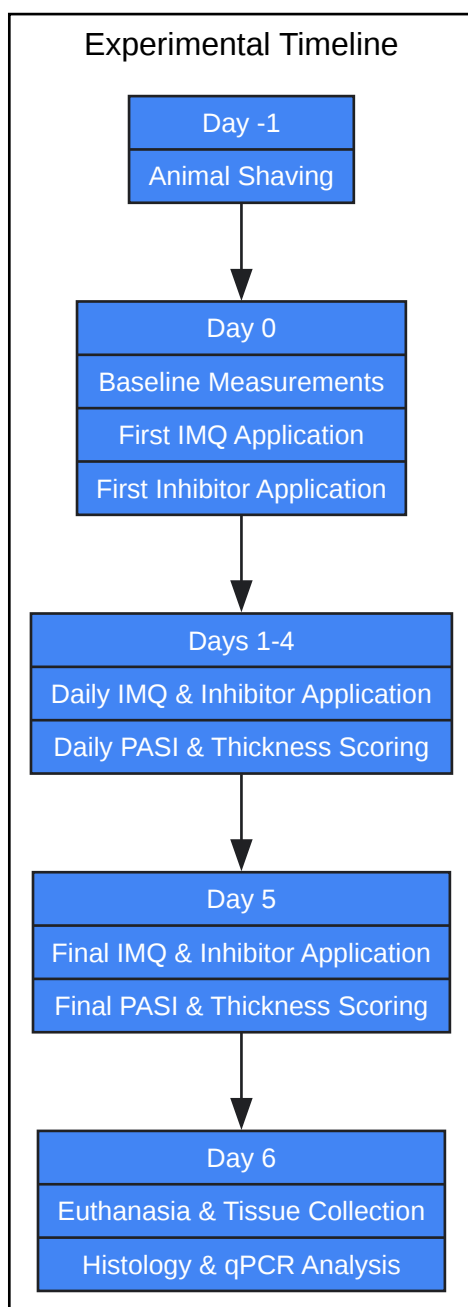 Experimental Timeline
Day -1
Animal Shaving
Day 0
Baseline Measurements
First IMQ Application
First Inhibitor Application
Days 1-4
Daily IMQ & Inhibitor Application
Daily PASI & Thickness Scoring
Day 5
Final IMQ & Inhibitor Application
Final PASI & Thickness Scoring
Day 6
Euthanasia & Tissue Collection
Histology & qPCR Analysis